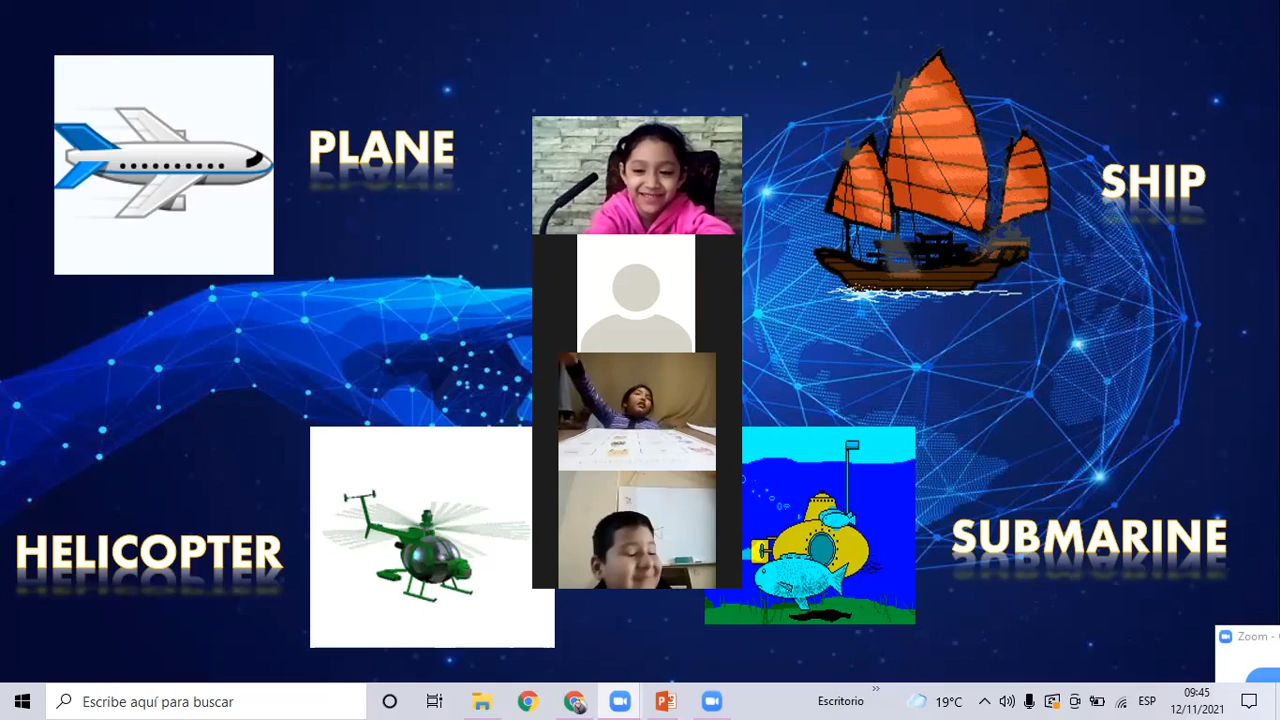 PLANE
SHIP
HELICOPTER
SUBMARINE
Zoom -
Escribe aquí para buscar
Escritorio
»
19°C
ESP
09:45
12/11/2021